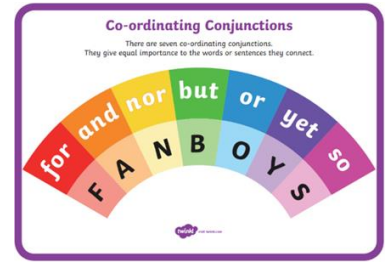 Co-ordinating Conjunctions
There are seven co-ordinating conjunctions.
They give equal importance to the words or sentences they connect.
for and nor but or yet so
F A N B O Y S
twinkl